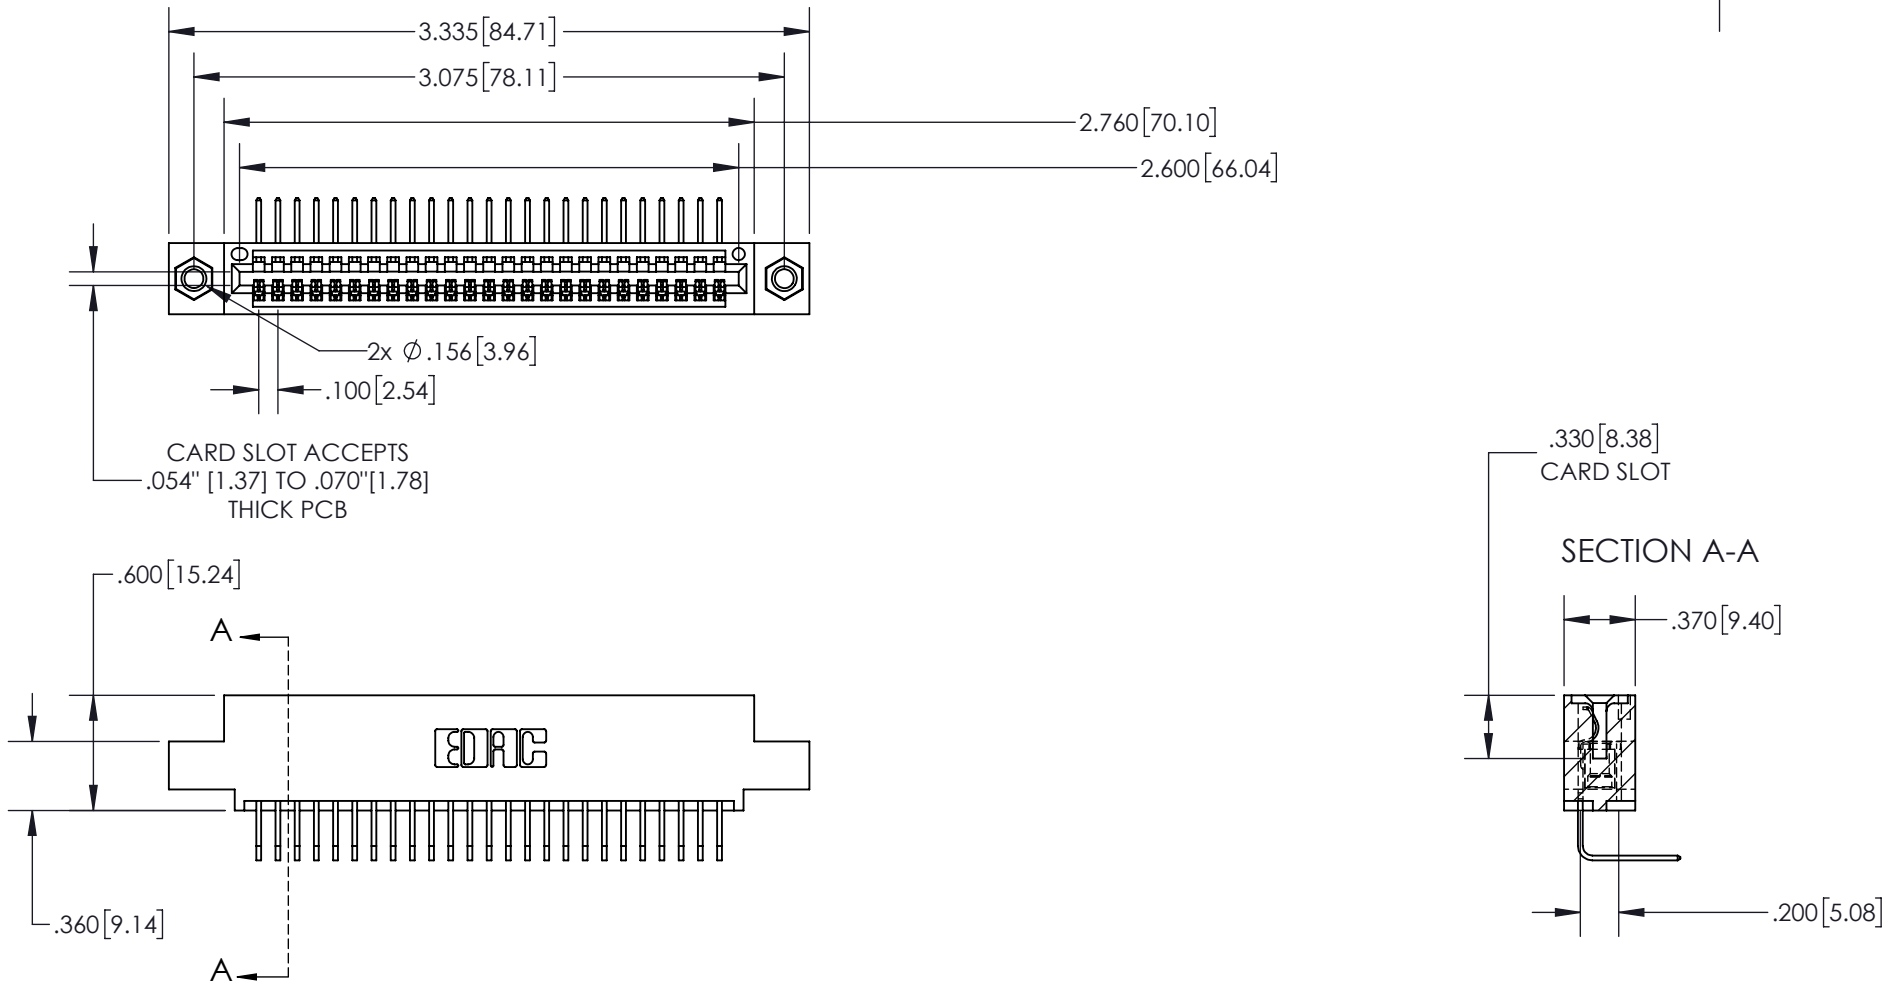 3.335[84.71]
3.075[78.11]
2.760[70.10]
2.600[66.04]
2x Ø.156[3.96]
.100[2.54]
CARD SLOT ACCEPTS
.054" [1.37] TO .070"[1.78]
THICK PCB
.330[8.38]
CARD SLOT
SECTION A-A
.600[15.24]
.370[9.40]
A
EDAC
.360[9.14]
.200[5.08]
A